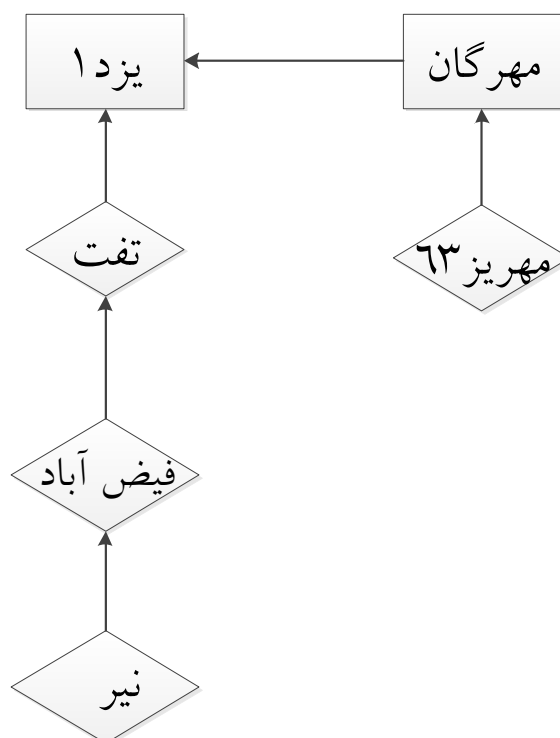 مهرگان
یزد۱
تفت
مهریز۶۳
فیض آباد
نیر